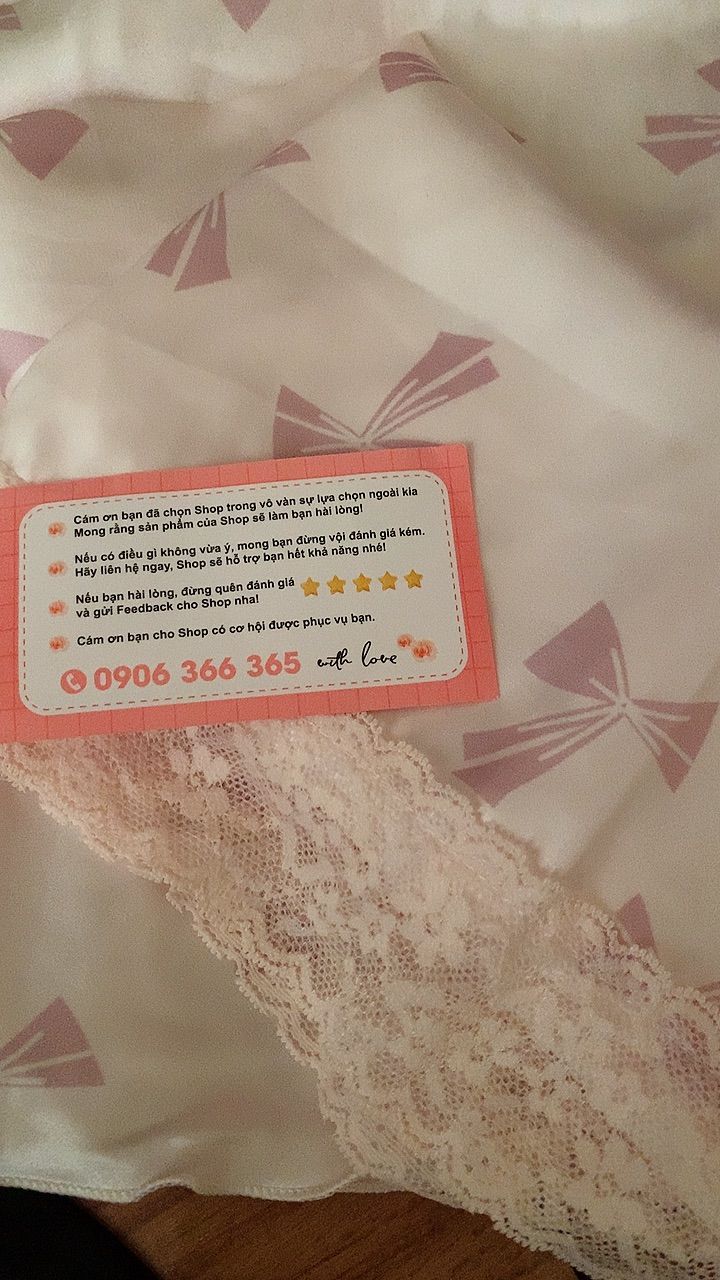 Cám ơn bạn đã chọn Shop trong vô vàn sự lựa chọn ngoài kia
Mong rằng sản phẩm của Shop sẽ làm bạn hài lòng!
Nếu có điều gì không vừa ý, mong bạn đừng vội đánh giá kém.
Hãy liên hệ ngay, Shop sẽ hỗ trợ bạn hết khả năng nhé!
Nếu bạn hài lòng, đừng quên đánh giá
và gửi Feedback cho Shop nha!
Cám ơn bạn cho Shop có cơ hội được phục vụ bạn.
0906 366 365 with love